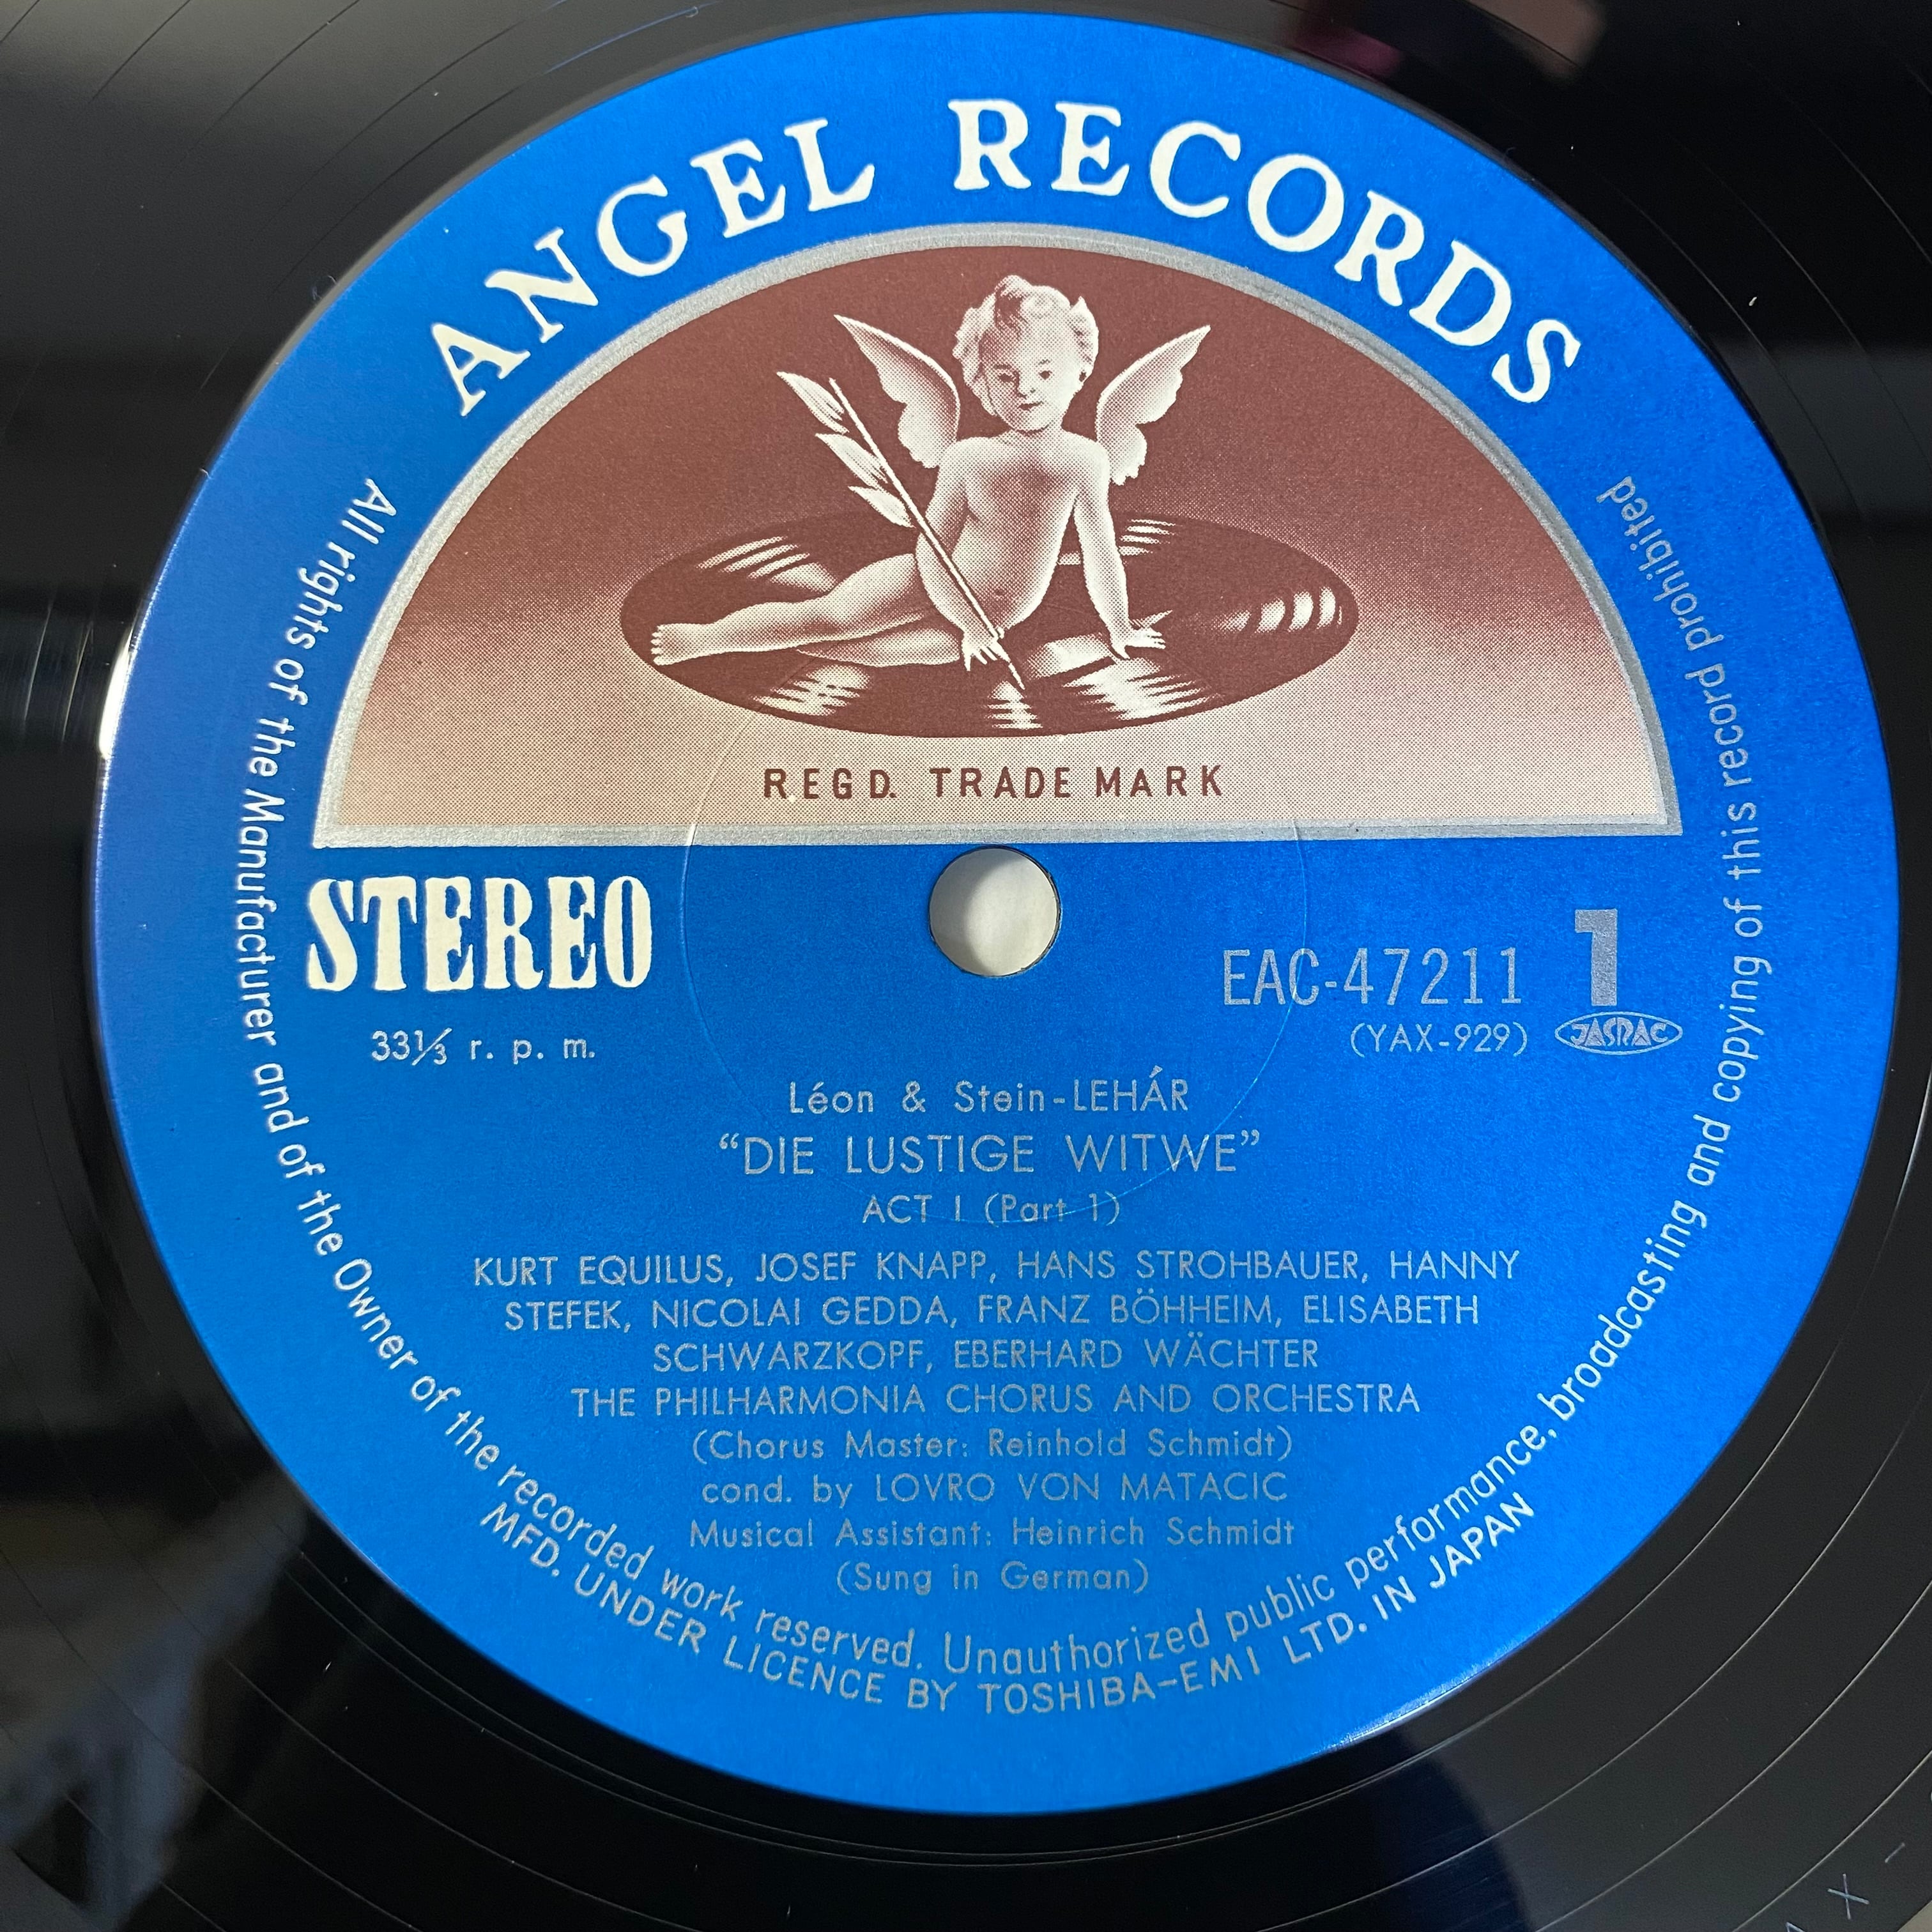 ANGEL RECORDS
REGD. TRADE MARK
STEREO
33⅓ r. p. m.
EAC-47211 1
(YAX-929) JASRAC
Léon & Stein-LEHÁR
“DIE LUSTIGE WITWE”
ACT I (Part 1)
KURT EQUILUS, JOSEF KNAPP, HANS STROHBAUER, HANNY
STEFEK, NICOLAI GEDDA, FRANZ BÖHHEIM, ELISABETH
SCHWARZKOPF, EBERHARD WÄCHTER
THE PHILHARMONIA CHORUS AND ORCHESTRA
(Chorus Master: Reinhold Schmidt)
cond. by LOVRO VON MATACIC
Musical Assistant: Heinrich Schmidt
(Sung in German)
All rights of the Manufacturer and of the Owner of the recorded work reserved. Unauthorized public performance, broadcasting and copying of this record prohibited
MFD. UNDER LICENCE BY TOSHIBA-EMI LTD. IN JAPAN